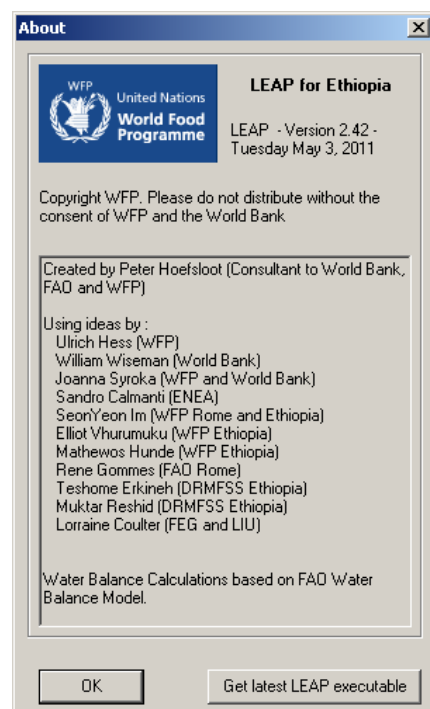 About
WFP
United Nations
World Food
Programme
LEAP for Ethiopia
LEAP - Version 2.42 -
Tuesday May 3, 2011
Copyright WFP. Please do not distribute without the
consent of WFP and the World Bank
Created by Peter Hoefsloot (Consultant to World Bank,
FAO and WFP)
Using ideas by :
Ulrich Hess (WFP)
William Wiseman (World Bank)
Joanna Syroka (WFP and World Bank)
Sandro Calmanti (ENEA)
SeonYeon Im (WFP Rome and Ethiopia)
Elliot Vhurumuku (WFP Ethiopia)
Mathewos Hunde (WFP Ethiopia)
Rene Gommes (FAO Rome)
Teshome Erkineh (DRMFSS Ethiopia)
Muktar Reshid (DRMFSS Ethiopia)
Lorraine Coulter (FEG and LIU)
Water Balance Calculations based on FAO Water
Balance Model.
OK
Get latest LEAP executable